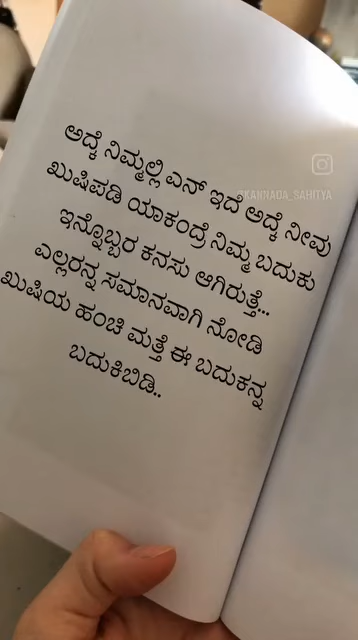 ಅದ್ಕೆ ನಿಮ್ಮಲ್ಲಿ ಎನ್ ಇದೆ ಅದ್ಕೆ ನೀವು
ಖುಷಿಪಡಿ ಯಾಕಂದ್ರೆ ನಿಮ್ಮ ಬದುಕು
ಇನ್ನೊಬ್ಬರ ಕನಸು ಆಗಿರುತ್ತೆ...
ಎಲ್ಲರನ್ನ ಸಮಾನವಾಗಿ ನೋಡಿ
ಖುಷಿಯ ಹಂಚಿ ಮತ್ತೆ ಈ ಬದುಕನ್ನ
ಬದುಕಿಬಿಡಿ..
@KANNADA_SAHITYA